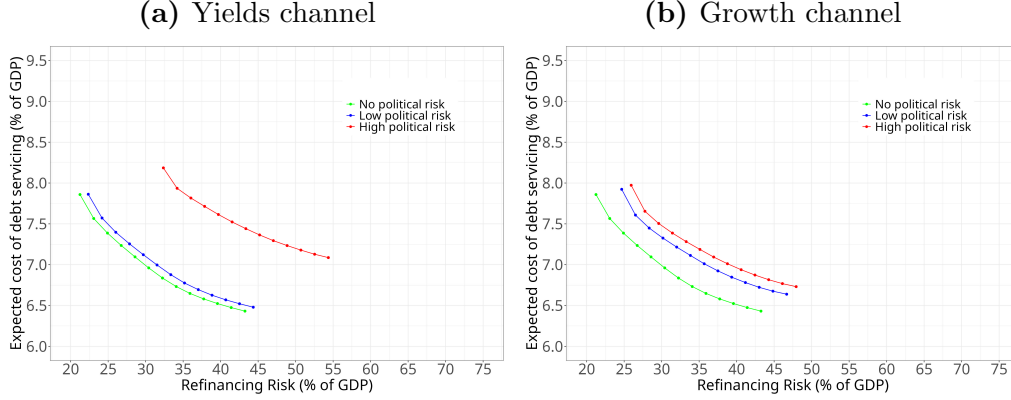 (a) Yields channel
Expected cost of debt servicing (% of GDP)
9.5
9.0
8.5
8.0
7.5
7.0
6.5
6.0
No political risk
Low political risk
High political risk
20 25 30 35 40 45 50 55 60 65 70 75
Refinancing Risk (% of GDP)
(b) Growth channel
Expected cost of debt servicing (% of GDP)
9.5
9.0
8.5
8.0
7.5
7.0
6.5
6.0
No political risk
Low political risk
High political risk
20 25 30 35 40 45 50 55 60 65 70 75
Refinancing Risk (% of GDP)